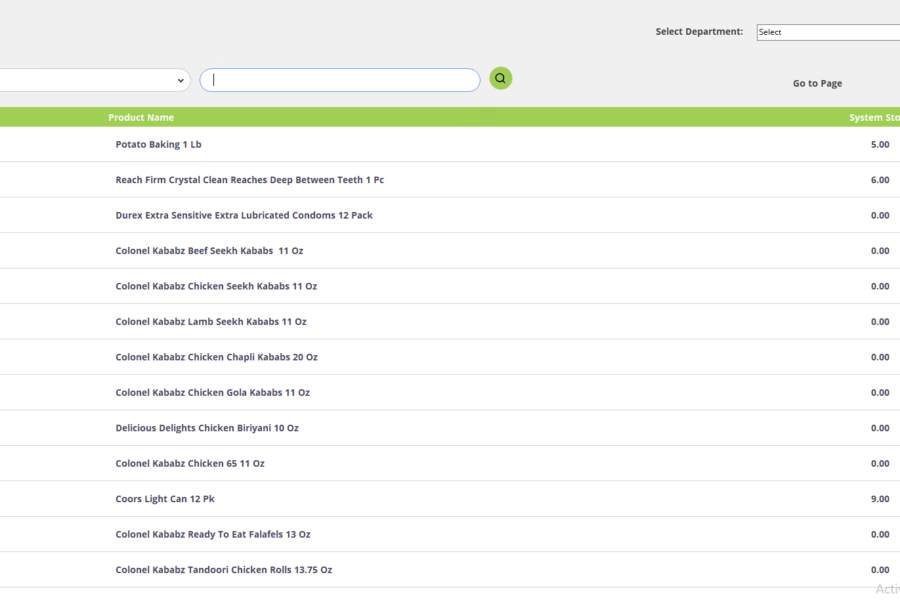 Select Department: Select
Go to Page
Product Name System Sto
Potato Baking 1 Lb 5.00
Reach Firm Crystal Clean Reaches Deep Between Teeth 1 Pc 6.00
Durex Extra Sensitive Extra Lubricated Condoms 12 Pack 0.00
Colonel Kababz Beef Seekh Kababs 11 Oz 0.00
Colonel Kababz Chicken Seekh Kababs 11 Oz 0.00
Colonel Kababz Lamb Seekh Kababs 11 Oz 0.00
Colonel Kababz Chicken Chapli Kababs 20 Oz 0.00
Colonel Kababz Chicken Gola Kababs 11 Oz 0.00
Delicious Delights Chicken Biriyani 10 Oz 0.00
Colonel Kababz Chicken 65 11 Oz 0.00
Coors Light Can 12 Pk 9.00
Colonel Kababz Ready To Eat Falafels 13 Oz 0.00
Colonel Kababz Tandoori Chicken Rolls 13.75 Oz 0.00
Activ